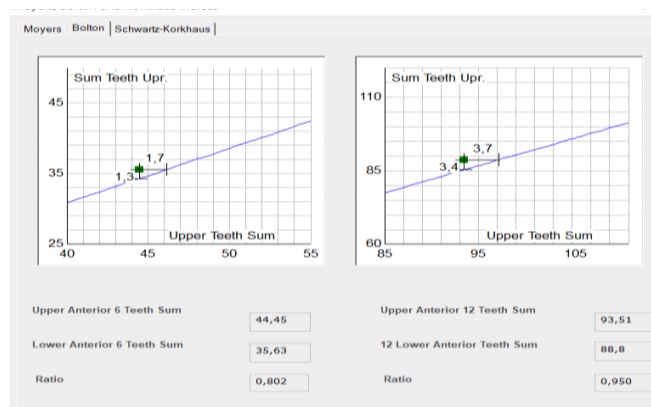 Moyers Bolton Schwartz-Korkhaus
Sum Teeth Upr.
45
35
25
1,7
1,3
Upper Teeth Sum
40 45 50 55
Sum Teeth Upr.
110
85
60
3,7
3,4
Upper Teeth Sum
85 95 105
Upper Anterior 6 Teeth Sum 44,45
Lower Anterior 6 Teeth Sum 35,63
Ratio 0,802
Upper Anterior 12 Teeth Sum 93,51
12 Lower Anterior Teeth Sum 88,8
Ratio 0,950